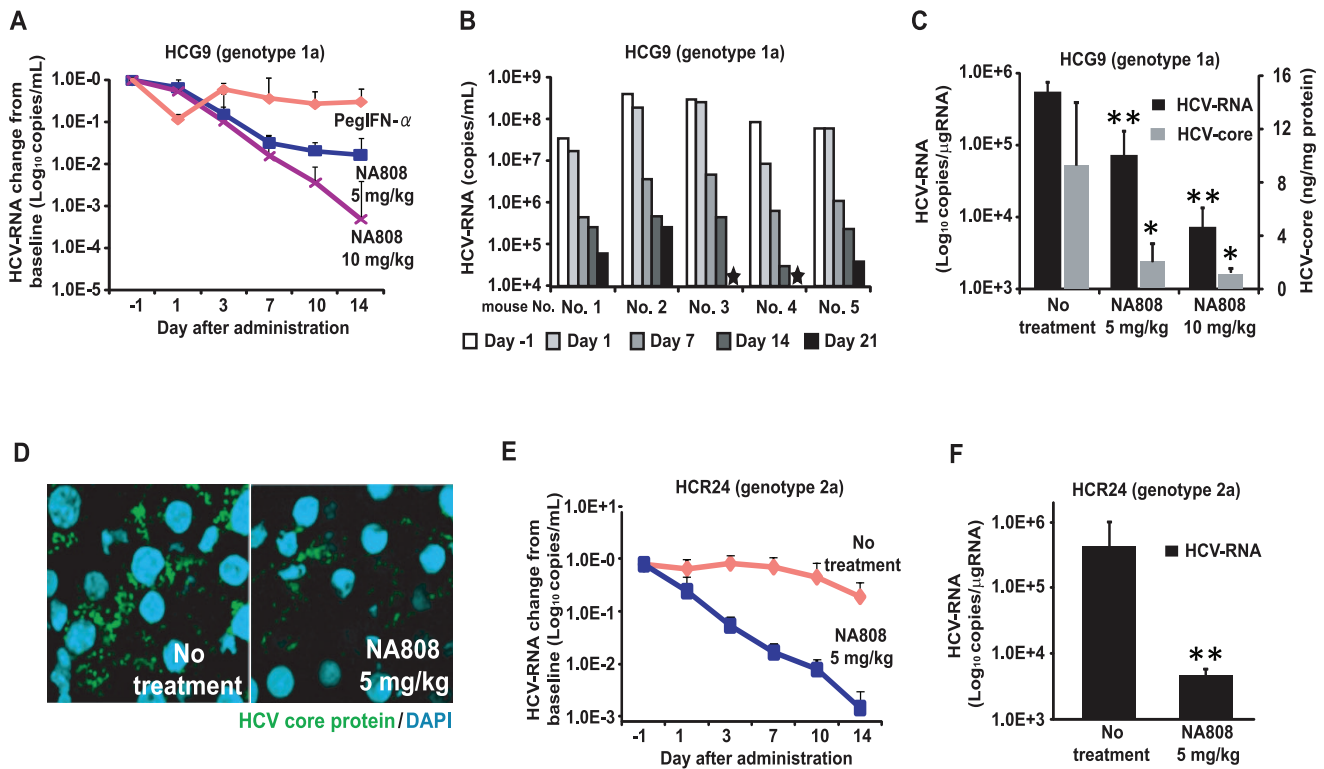 A
HCG9 (genotype 1a)
HCV-RNA change from
baseline (Log10 copies/mL)
1.0E-0
1.0E-1
1.0E-2
1.0E-3
1.0E-4
1.0E-5
PegIFN-α
NA808
5 mg/kg
NA808
10 mg/kg
-1 1 3 7 10 14
Day after administration
B
HCG9 (genotype 1a)
HCV-RNA (copies/mL)
1.0E+9
1.0E+8
1.0E+7
1.0E+6
1.0E+5
1.0E+4
mouse No. No. 1 No. 2 No. 3 No. 4 No. 5
Day -1 Day 1 Day 7 Day 14 Day 21
C
HCG9 (genotype 1a)
HCV-RNA
(Log10 copies/μgRNA)
1.0E+6
1.0E+5
1.0E+4
1.0E+3
HCV-RNA
HCV-core
**
*
**
*
16
12
8
4
0
HCV-core (ng/mg protein)
No
treatment
NA808
5 mg/kg
NA808
10 mg/kg
D
No
treatment
NA808
5 mg/kg
HCV core protein/DAPI
E
HCR24 (genotype 2a)
HCV-RNA change from
baseline (Log10 copies/mL)
1.0E+1
1.0E-0
1.0E-1
1.0E-2
1.0E-3
No
treatment
NA808
5 mg/kg
-1 1 3 7 10 14
Day after administration
F
HCR24 (genotype 2a)
HCV-RNA
(Log10 copies/μgRNA)
1.0E+6
1.0E+5
1.0E+4
1.0E+3
HCV-RNA
**
No
treatment
NA808
5 mg/kg